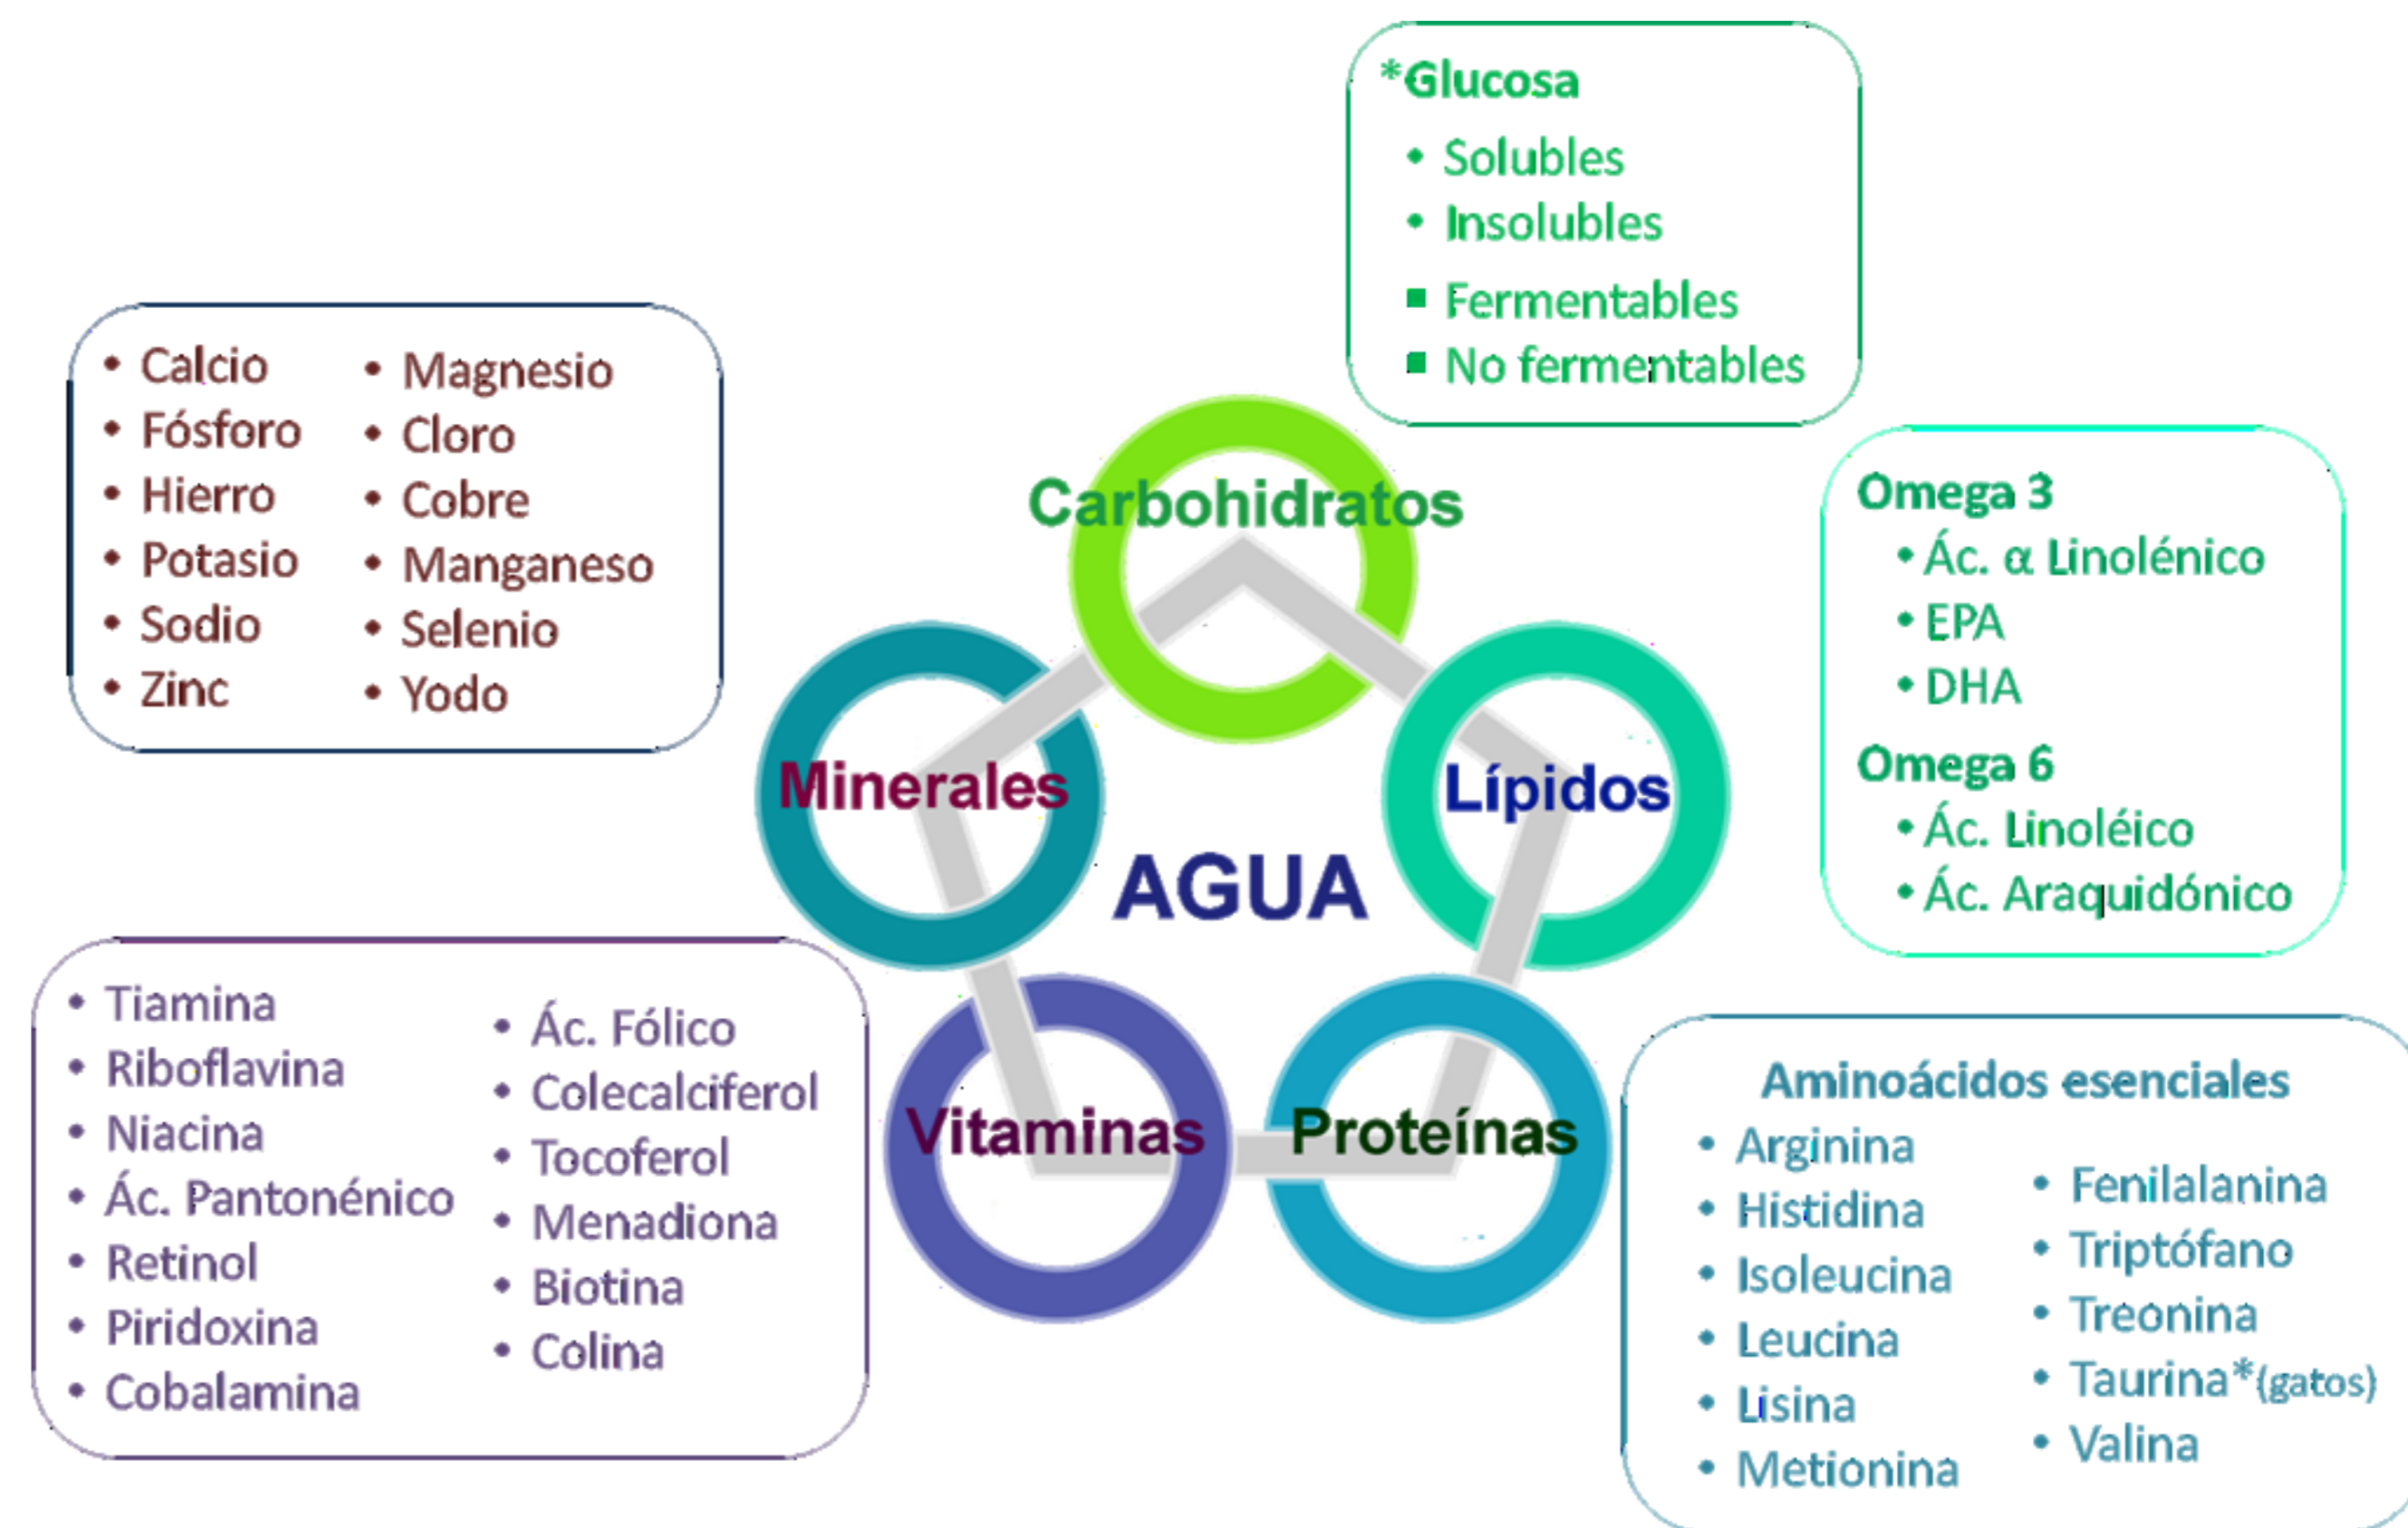 *Glucosa
• Solubles
• Insolubles
▪ Fermentables
▪ No fermentables
• Calcio
• Fósforo
• Hierro
• Potasio
• Sodio
• Zinc
• Magnesio
• Cloro
• Cobre
• Manganeso
• Selenio
• Yodo
Carbohidratos
Omega 3
• Ác. α Linolénico
• EPA
• DHA
Omega 6
• Ác. Linoléico
• Ác. Araquidónico
Minerales
Lípidos
AGUA
• Tiamina
• Riboflavina
• Niacina
• Ác. Pantonénico
• Retinol
• Piridoxina
• Cobalamina
• Ác. Fólico
• Colecalciferol
• Tocoferol
• Menadiona
• Biotina
• Colina
Vitaminas
Proteínas
Aminoácidos esenciales
• Arginina
• Histidina
• Isoleucina
• Leucina
• Lisina
• Metionina
• Fenilalanina
• Triptófano
• Treonina
• Taurina*(gatos)
• Valina